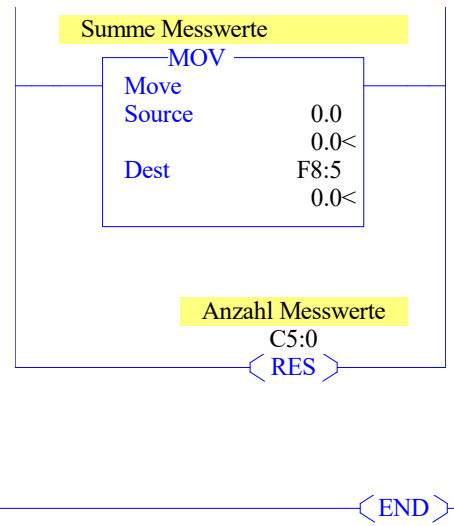 Summe Messwerte
MOV
Move
Source 0.0
0.0<
Dest F8:5
0.0<
Anzahl Messwerte
C5:0
RES
END